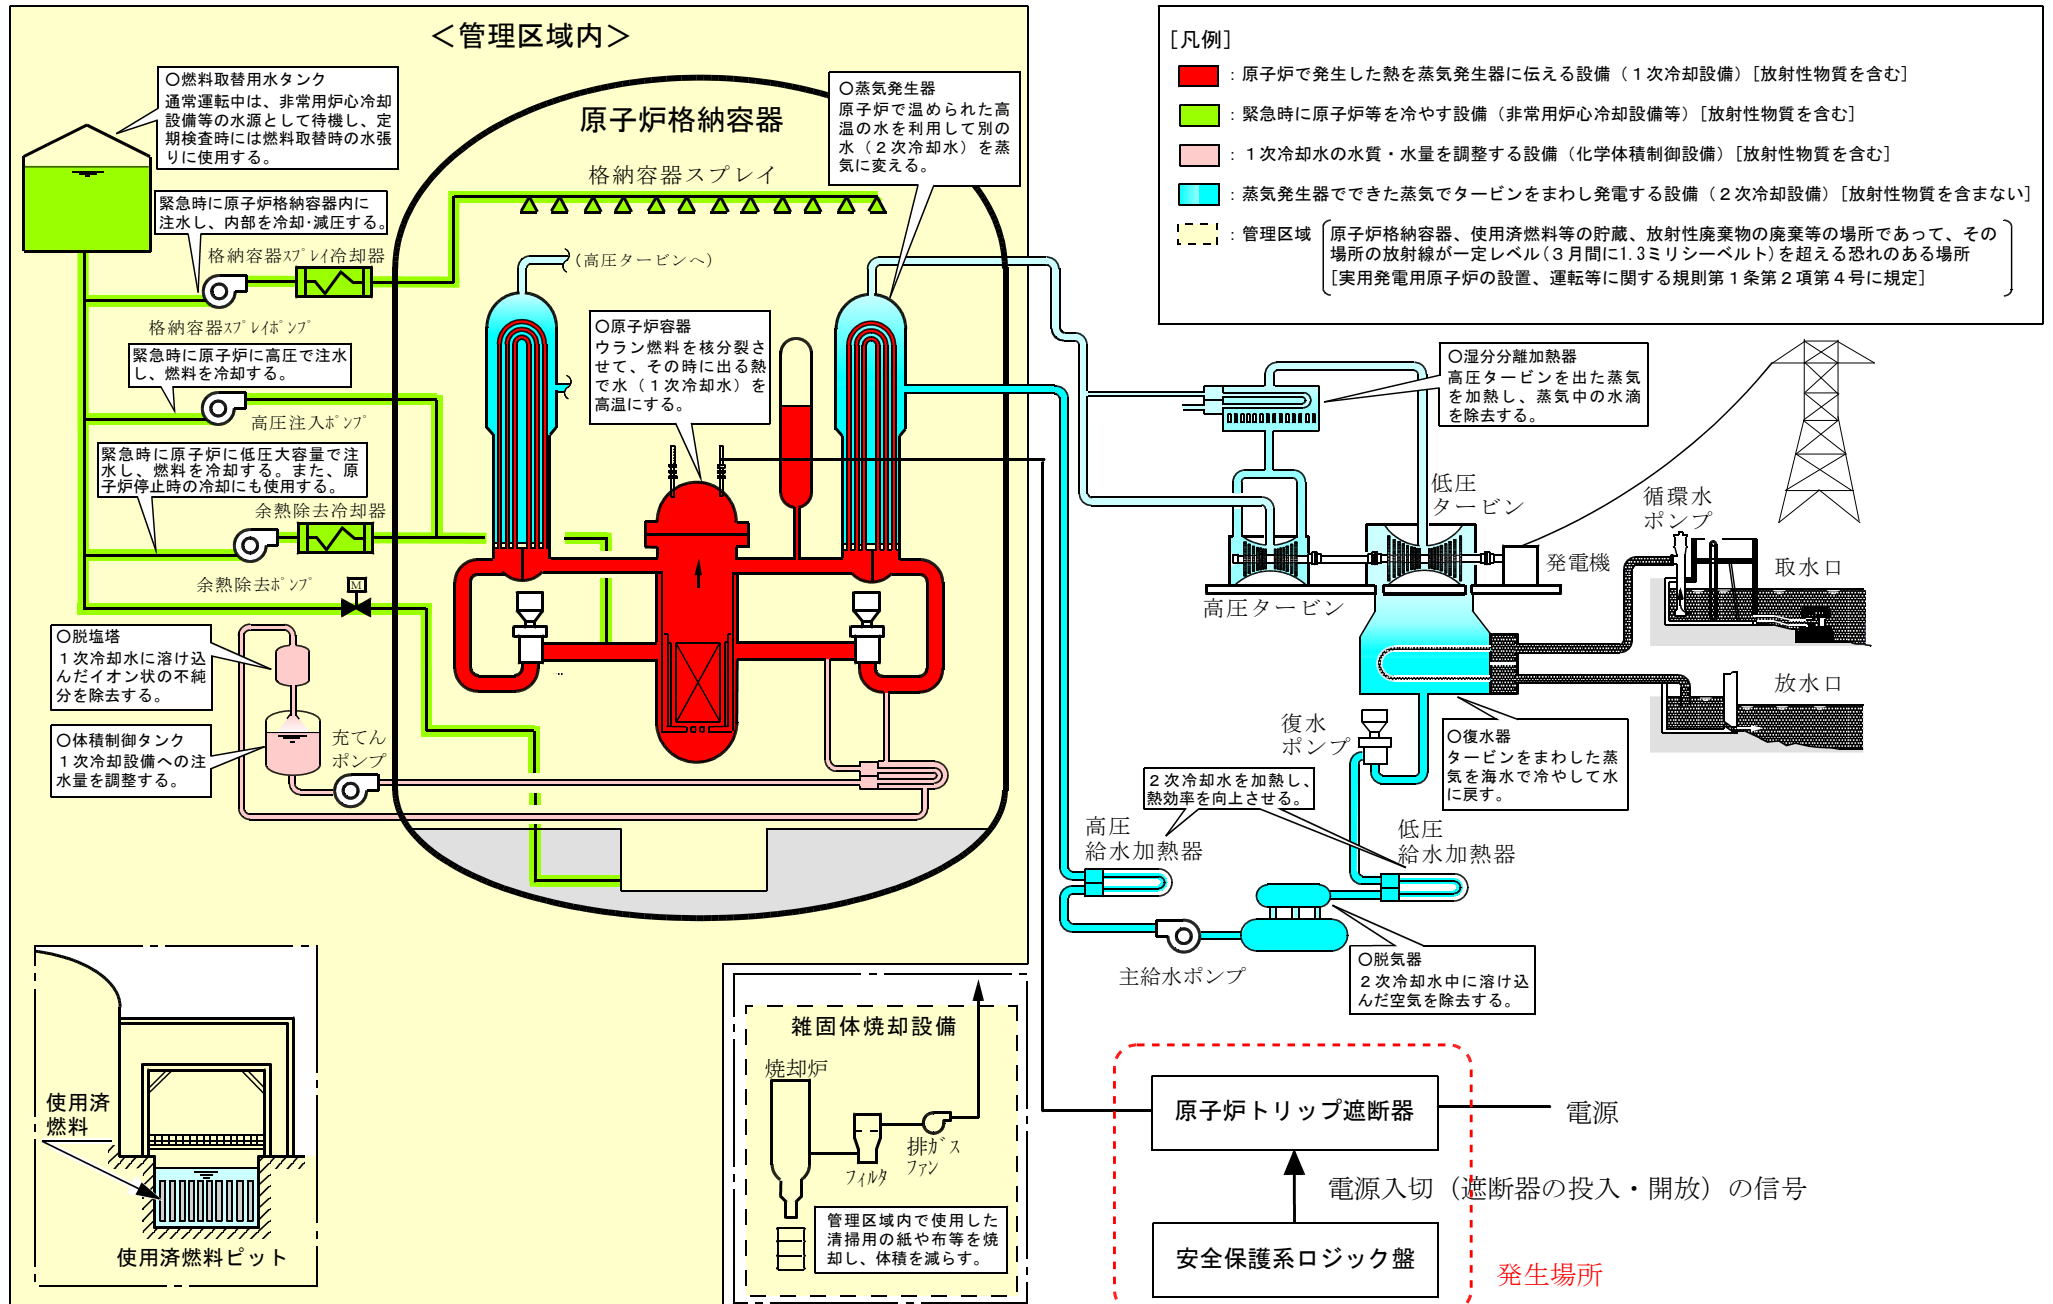 ＜管理区域内＞
○燃料取替用水タンク
通常運転中は、非常用炉心冷却
設備等の水源として待機し、定
期検査時には燃料取替時の水張
りに使用する。
緊急時に原子炉格納容器内に
注水し、内部を冷却･減圧する。
格納容器ｽﾌﾟﾚｲ冷却器
格納容器ｽﾌﾟﾚｲﾎﾟﾝﾌﾟ
緊急時に原子炉に高圧で注水
し、燃料を冷却する。
高圧注入ﾎﾟﾝﾌﾟ
緊急時に原子炉に低圧大容量で注
水し、燃料を冷却する。また、原
子炉停止時の冷却にも使用する。
余熱除去冷却器
余熱除去ﾎﾟﾝﾌﾟ
M
○脱塩塔
１次冷却水に溶け込
んだイオン状の不純
分を除去する。
○体積制御タンク
１次冷却設備への注
水量を調整する。
充てん
ポンプ
原子炉格納容器
格納容器スプレイ
○蒸気発生器
原子炉で温められた高
温の水を利用して別の
水（２次冷却水）を蒸
気に変える。
(高圧タービンへ)
○原子炉容器
ウラン燃料を核分裂さ
せて、その時に出る熱
で水（１次冷却水）を
高温にする。
［凡例］
：原子炉で発生した熱を蒸気発生器に伝える設備（１次冷却設備）［放射性物質を含む］
：緊急時に原子炉等を冷やす設備（非常用炉心冷却設備等）［放射性物質を含む］
：１次冷却水の水質・水量を調整する設備（化学体積制御設備）［放射性物質を含む］
：蒸気発生器でできた蒸気でタービンをまわし発電する設備（２次冷却設備）［放射性物質を含まない］
：管理区域
原子炉格納容器、使用済燃料等の貯蔵、放射性廃棄物の廃棄等の場所であって、その
場所の放射線が一定レベル(３月間に1.3ミリシーベルト)を超える恐れのある場所
［実用発電用原子炉の設置、運転等に関する規則第１条第２項第４号に規定］
○湿分分離加熱器
高圧タービンを出た蒸気
を加熱し、蒸気中の水滴
を除去する。
低圧
タービン
高圧タービン
発電機
循環水
ポンプ
取水口
放水口
復水
ポンプ
○復水器
タービンをまわした蒸
気を海水で冷やして水
に戻す。
２次冷却水を加熱し、
熱効率を向上させる。
高圧
給水加熱器
低圧
給水加熱器
主給水ポンプ
○脱気器
２次冷却水中に溶け込
んだ空気を除去する。
使用済
燃料
使用済燃料ピット
雑固体焼却設備
焼却炉
フィルタ
排ｶﾞｽ
ファン
管理区域内で使用した
清掃用の紙や布等を焼
却し、体積を減らす。
原子炉トリップ遮断器
電源
電源入切（遮断器の投入・開放）の信号
安全保護系ロジック盤
発生場所